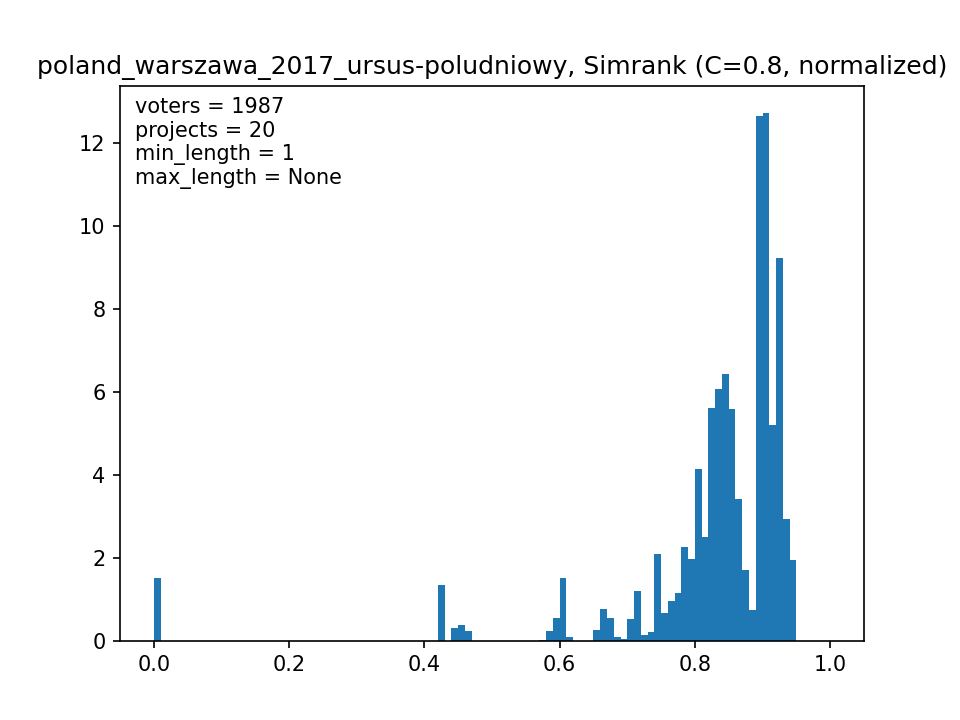 poland_warszawa_2017_ursus-poludniowy, Simrank (C=0.8, normalized)
voters = 1987
projects = 20
min_length = 1
max_length = None
12
10
8
6
4
2
0
0.0 0.2 0.4 0.6 0.8 1.0